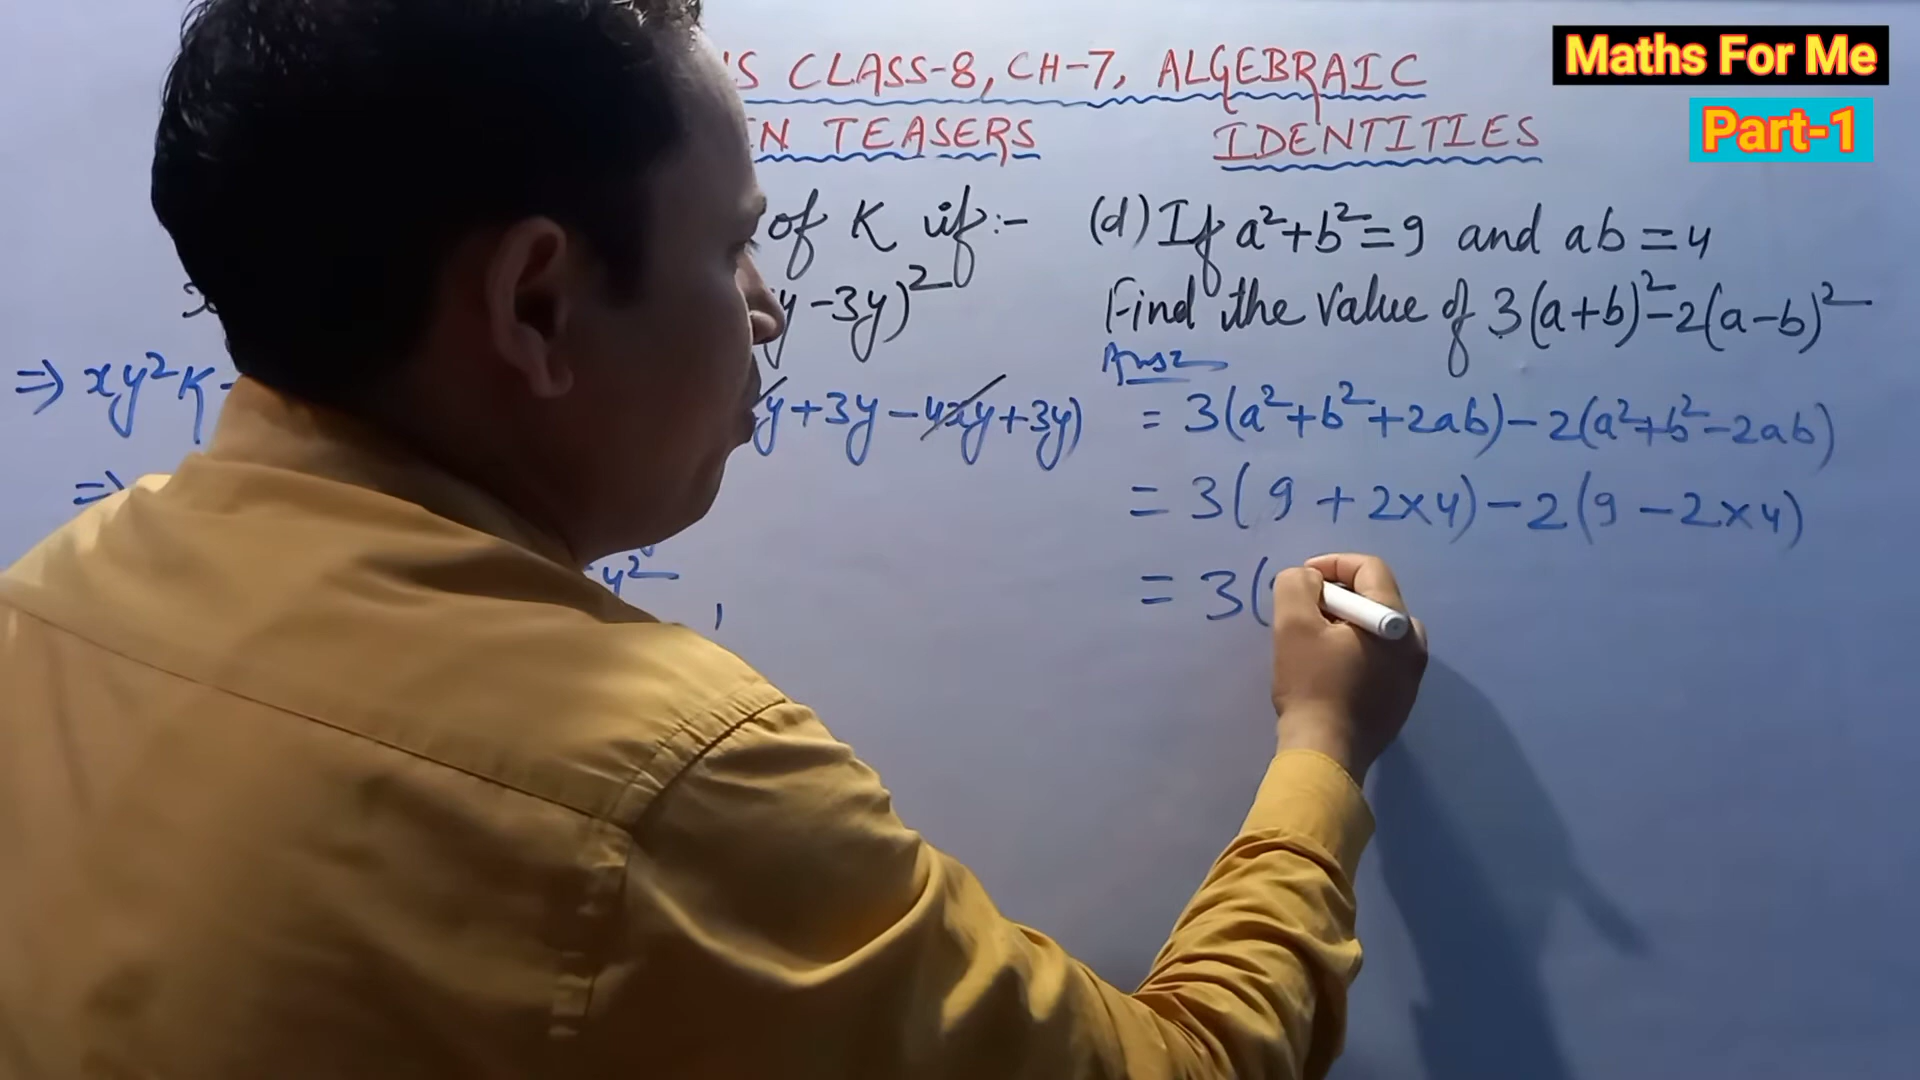 Maths For Me
Part-1
CLASS-8, CH-7, ALGEBRAIC
TEASERS IDENTITIES
of K if:-
y-3y)²
⇒ xy²K
y+3y-4xy+3y)
⇒
y²
(d) If a²+b²=9 and ab=4
Find the value of 3(a+b)²-2(a-b)²
Ans
= 3(a²+b²+2ab)-2(a²+b²-2ab)
= 3(9+2×4)-2(9-2×4)
= 3(